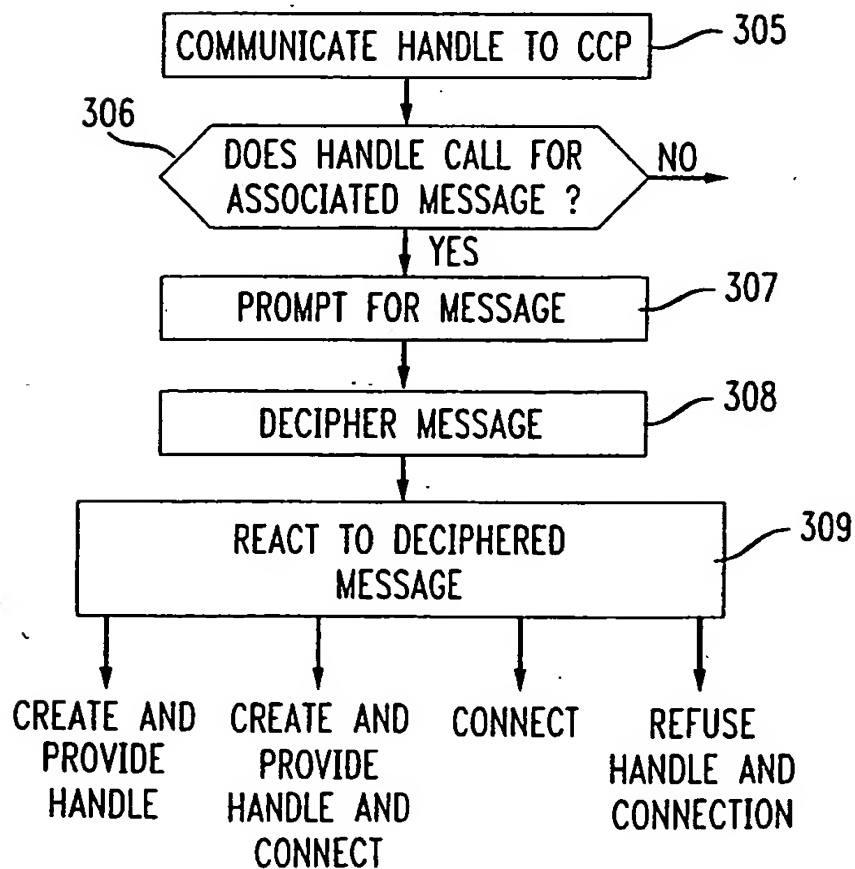 COMMUNICATE HANDLE TO CCP
305
306
DOES HANDLE CALL FOR
ASSOCIATED MESSAGE ?
NO
YES
PROMPT FOR MESSAGE
307
DECIPHER MESSAGE
308
REACT TO DECIPHERED
MESSAGE
309
CREATE AND
PROVIDE
HANDLE
CREATE AND
PROVIDE
HANDLE AND
CONNECT
CONNECT
REFUSE
HANDLE AND
CONNECTION